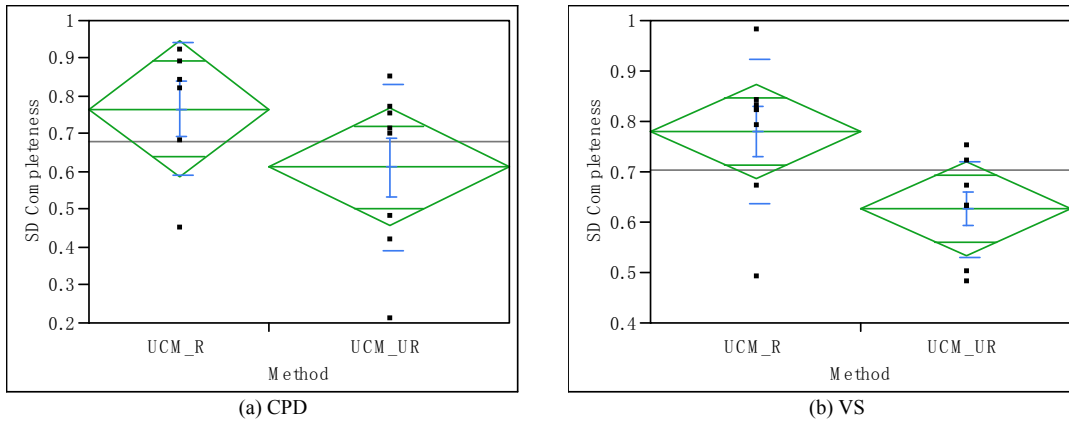 1
0.9
0.8
0.7
0.6
0.5
0.4
0.3
0.2
SD Completeness
UCM_R
UCM_UR
Method
(a) CPD
1
0.9
0.8
0.7
0.6
0.5
0.4
SD Completeness
UCM_R
UCM_UR
Method
(b) VS